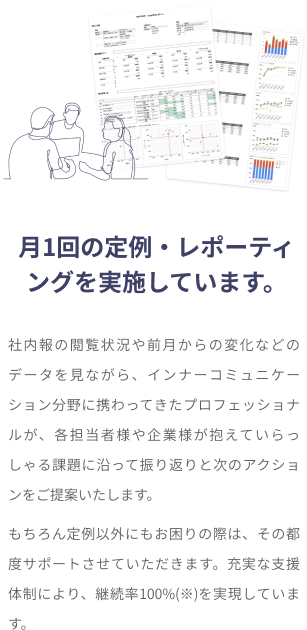 月1回の定例・レポーティ
ングを実施しています。
社内報の閲覧状況や前月からの変化などの
データを見ながら、インナーコミュニケー
ション分野に携わってきたプロフェッショナ
ルが、各担当者様や企業様が抱えていらっ
しゃる課題に沿って振り返りと次のアクショ
ンをご提案いたします。
もちろん定例以外にもお困りの際は、その都
度サポートさせていただきます。充実な支援
体制により、継続率100%(※)を実現していま
す。